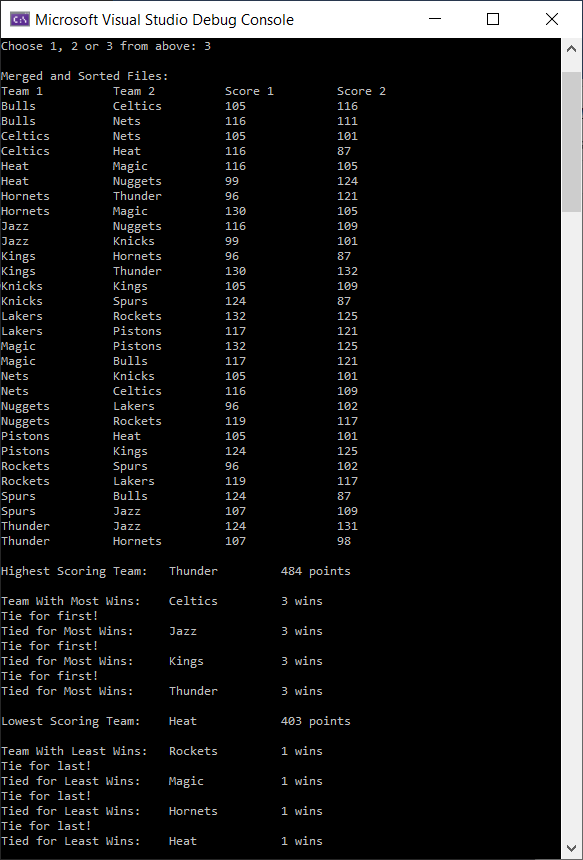 Microsoft Visual Studio Debug Console
Choose 1, 2 or 3 from above: 3
Merged and Sorted Files:
Team 1 Team 2 Score 1 Score 2
Bulls Celtics 105 116
Bulls Nets 116 111
Celtics Nets 105 101
Celtics Heat 116 87
Heat Magic 116 105
Heat Nuggets 99 124
Hornets Thunder 96 121
Hornets Magic 130 105
Jazz Nuggets 116 109
Jazz Knicks 99 101
Kings Hornets 96 87
Kings Thunder 130 132
Knicks Kings 105 109
Knicks Spurs 124 87
Lakers Rockets 132 125
Lakers Pistons 117 121
Magic Pistons 132 125
Magic Bulls 117 121
Nets Knicks 105 101
Nets Celtics 116 109
Nuggets Lakers 96 102
Nuggets Rockets 119 117
Pistons Heat 105 101
Pistons Kings 124 125
Rockets Spurs 96 102
Rockets Lakers 119 117
Spurs Bulls 124 87
Spurs Jazz 107 109
Thunder Jazz 124 131
Thunder Hornets 107 98
Highest Scoring Team: Thunder 484 points
Team With Most Wins: Celtics 3 wins
Tie for first!
Tied for Most Wins: Jazz 3 wins
Tie for first!
Tied for Most Wins: Kings 3 wins
Tie for first!
Tied for Most Wins: Thunder 3 wins
Lowest Scoring Team: Heat 403 points
Team With Least Wins: Rockets 1 wins
Tie for last!
Tied for Least Wins: Magic 1 wins
Tie for last!
Tied for Least Wins: Hornets 1 wins
Tie for last!
Tied for Least Wins: Heat 1 wins